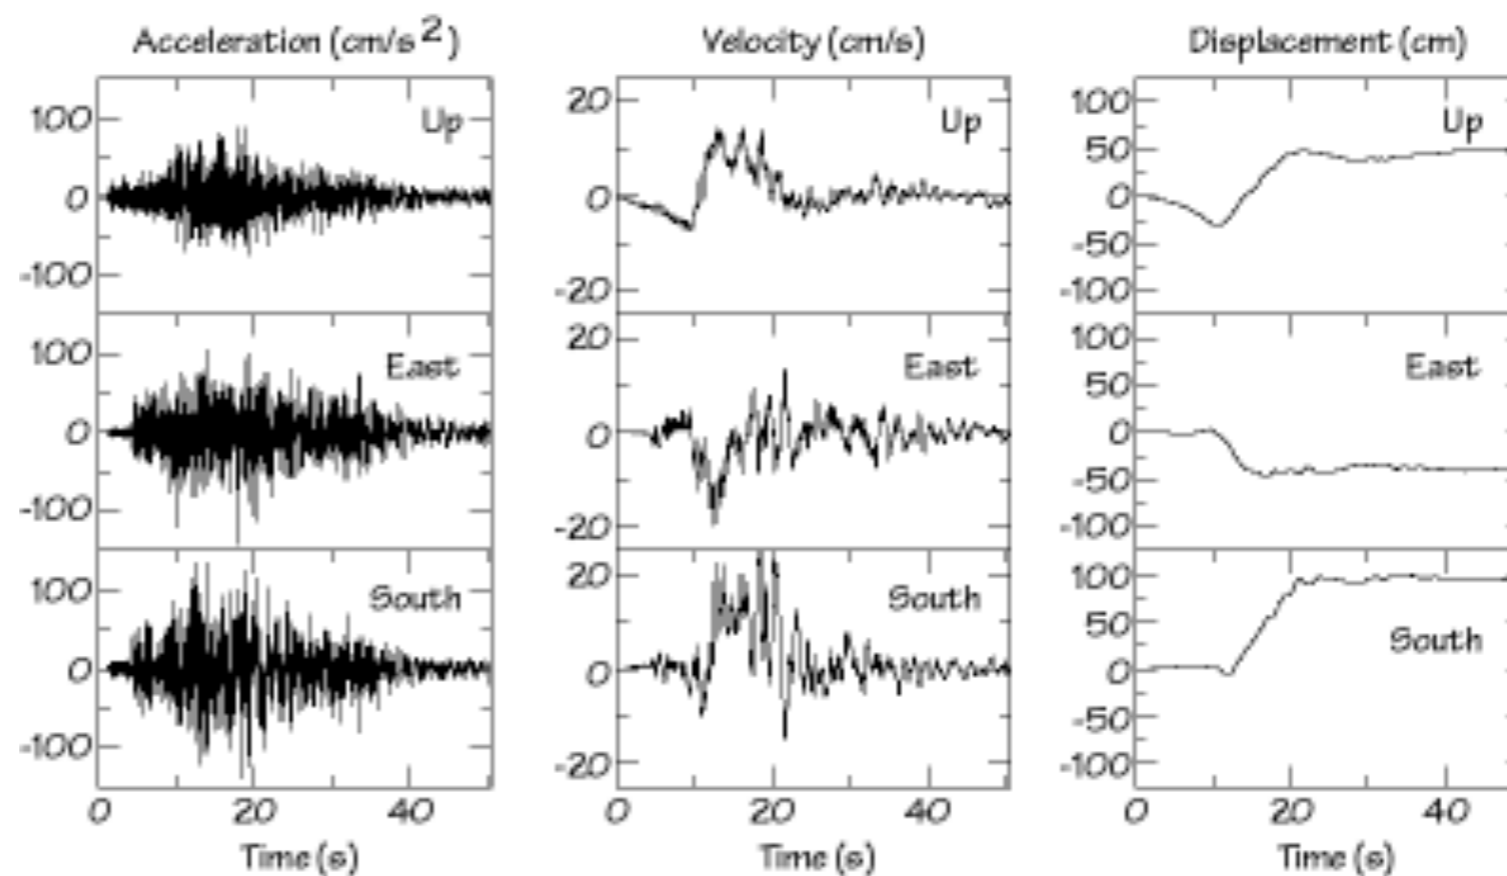 Acceleration (cm/s²) Velocity (cm/s) Displacement (cm)
100 Up 20 Up 100 Up
50
0 0 0
-50
-100 -20 -100
100 East 20 East 100 East
50
0 0 0
-50
-100 -20 -100
100 South 20 South 100
50 South
0 0 0
-50
-100 -20 -100
0 20 40 0 20 40 0 20 40
Time (s) Time (s) Time (s)